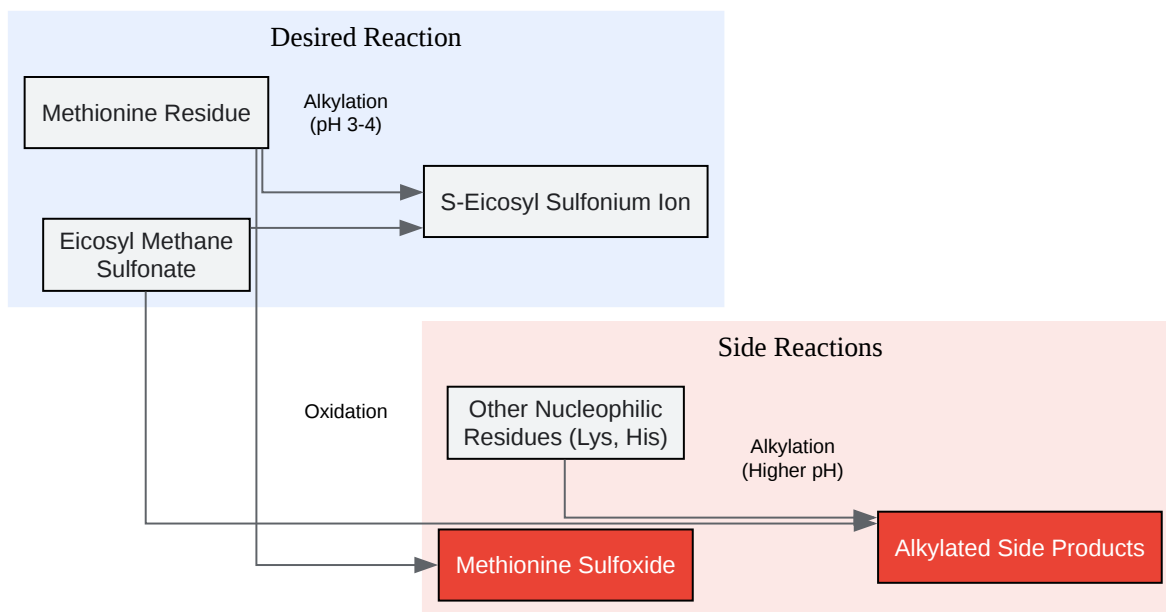 Desired Reaction
Methionine Residue
Alkylation
(pH 3-4)
S-Eicosyl Sulfonium Ion
Eicosyl Methane
Sulfonate
Side Reactions
Oxidation
Other Nucleophilic
Residues (Lys, His)
Alkylation
(Higher pH)
Methionine Sulfoxide
Alkylated Side Products